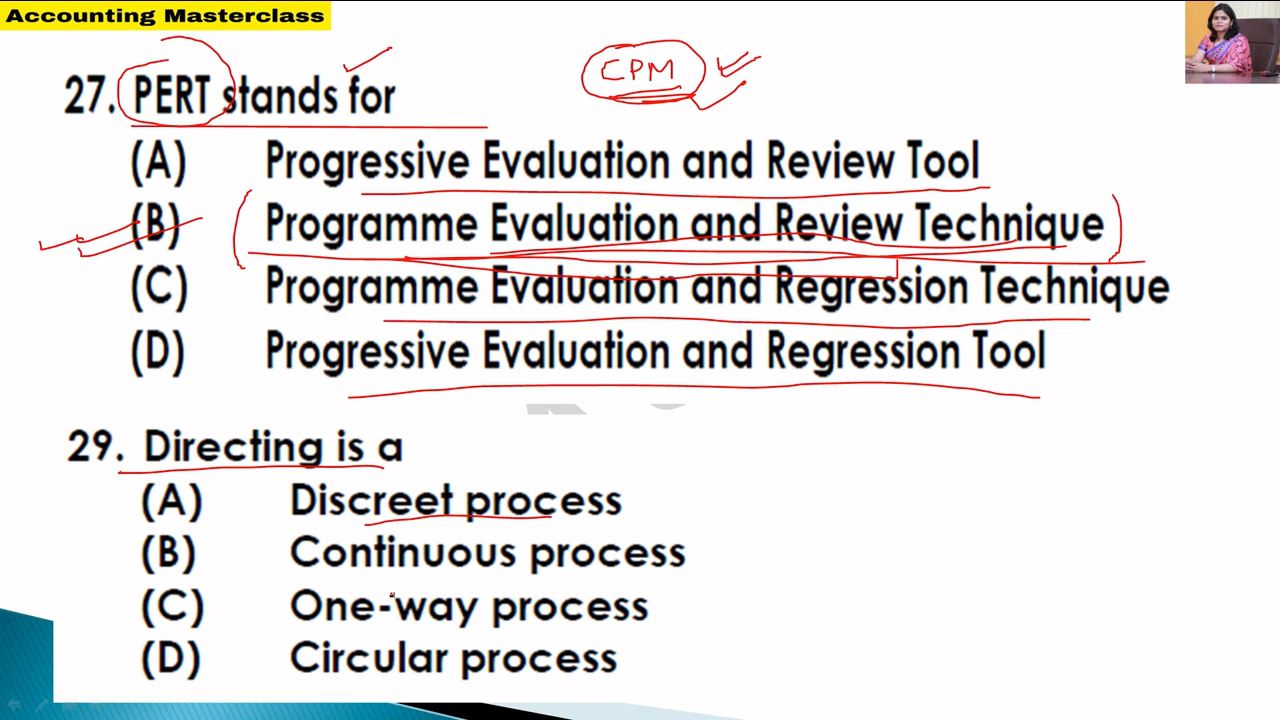 Accounting Masterclass
CPM
27. PERT stands for
(A) Progressive Evaluation and Review Tool
(B) Programme Evaluation and Review Technique
(C) Programme Evaluation and Regression Technique
(D) Progressive Evaluation and Regression Tool
29. Directing is a
(A) Discreet process
(B) Continuous process
(C) One-way process
(D) Circular process